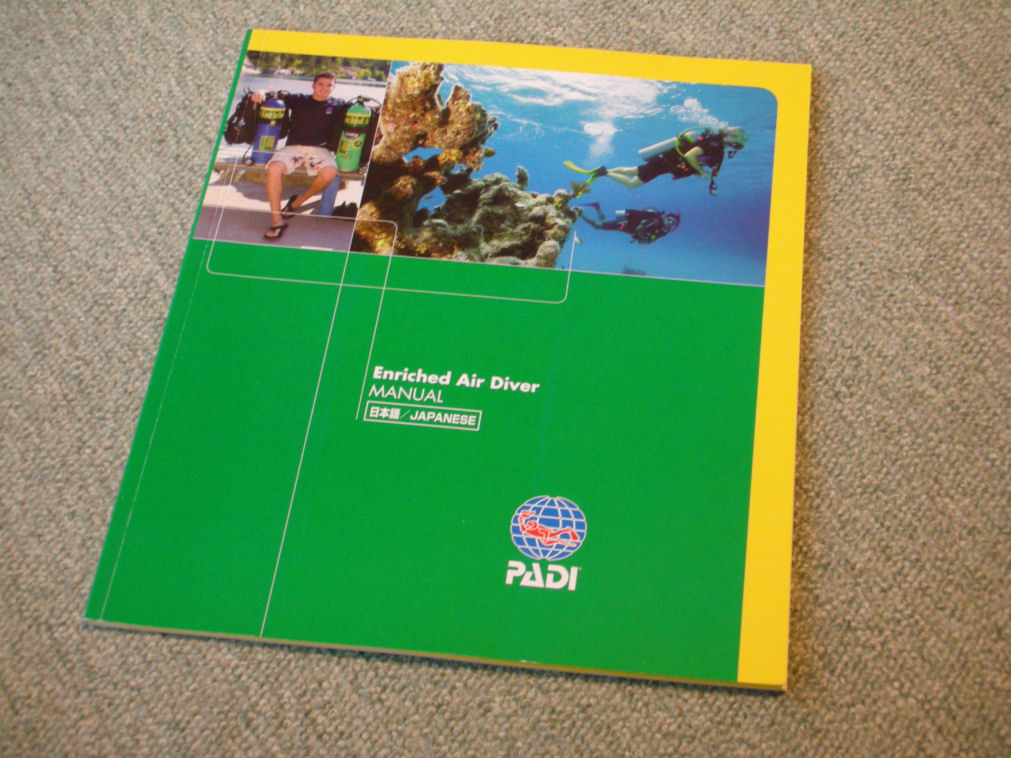 Enriched Air Diver
MANUAL
日本語／JAPANESE
PADI